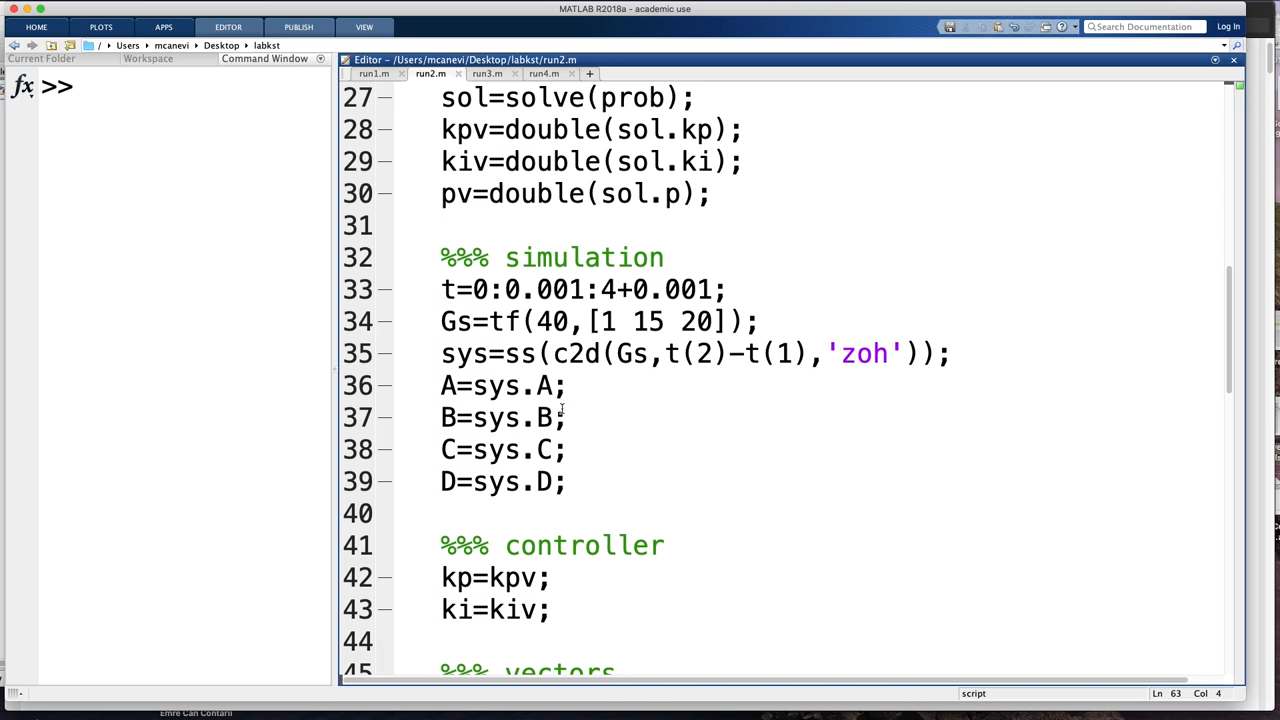 MATLAB R2018a - academic use
HOME PLOTS APPS EDITOR PUBLISH VIEW Search Documentation Log In
/ Users mcanevi Desktop labkst
Current Folder Workspace Command Window
Editor - /Users/mcanevi/Desktop/labkst/run2.m
run1.m run2.m run3.m run4.m
fx >>
27 sol=solve(prob);
28 kpv=double(sol.kp);
29 kiv=double(sol.ki);
30 pv=double(sol.p);
31
32 %%% simulation
33 t=0:0.001:4+0.001;
34 Gs=tf(40,[1 15 20]);
35 sys=ss(c2d(Gs,t(2)-t(1),'zoh'));
36 A=sys.A;
37 B=sys.B;
38 C=sys.C;
39 D=sys.D;
40
41 %%% controller
42 kp=kpv;
43 ki=kiv;
44
45 %%% vectors
script Ln 63 Col 4
Emre Can Contarli